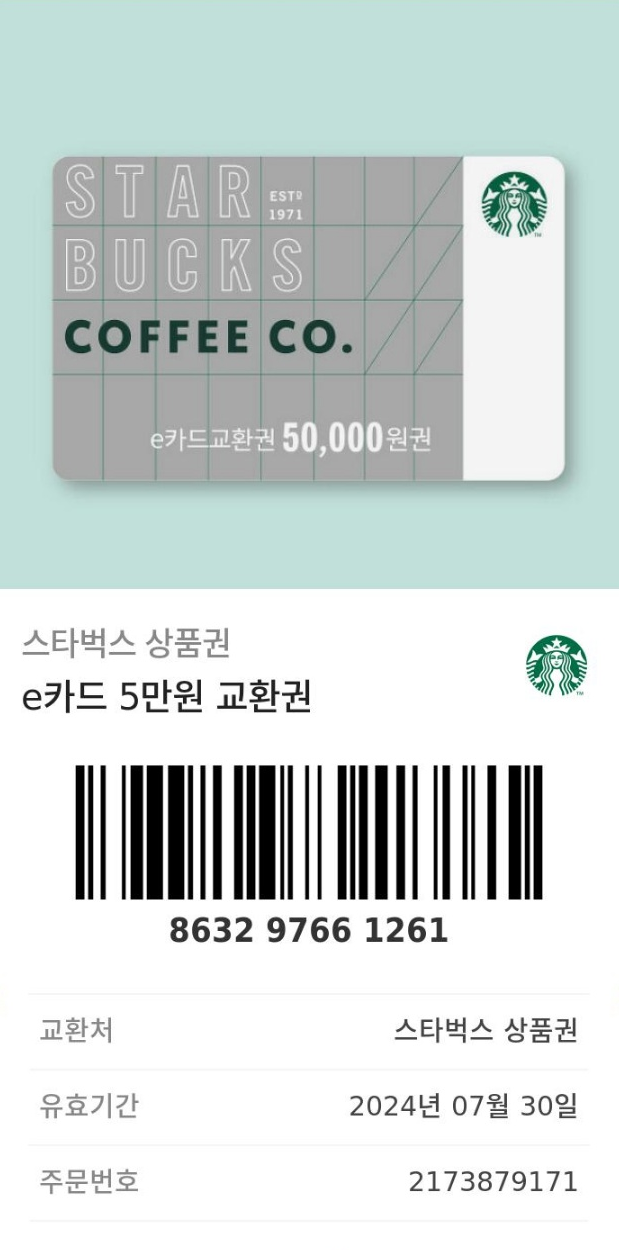 STAR ESTD 1971
BUCKS
COFFEE CO.
e카드교환권 50,000원권
스타벅스 상품권
e카드 5만원 교환권
8632 9766 1261
교환처 스타벅스 상품권
유효기간 2024년 07월 30일
주문번호 2173879171